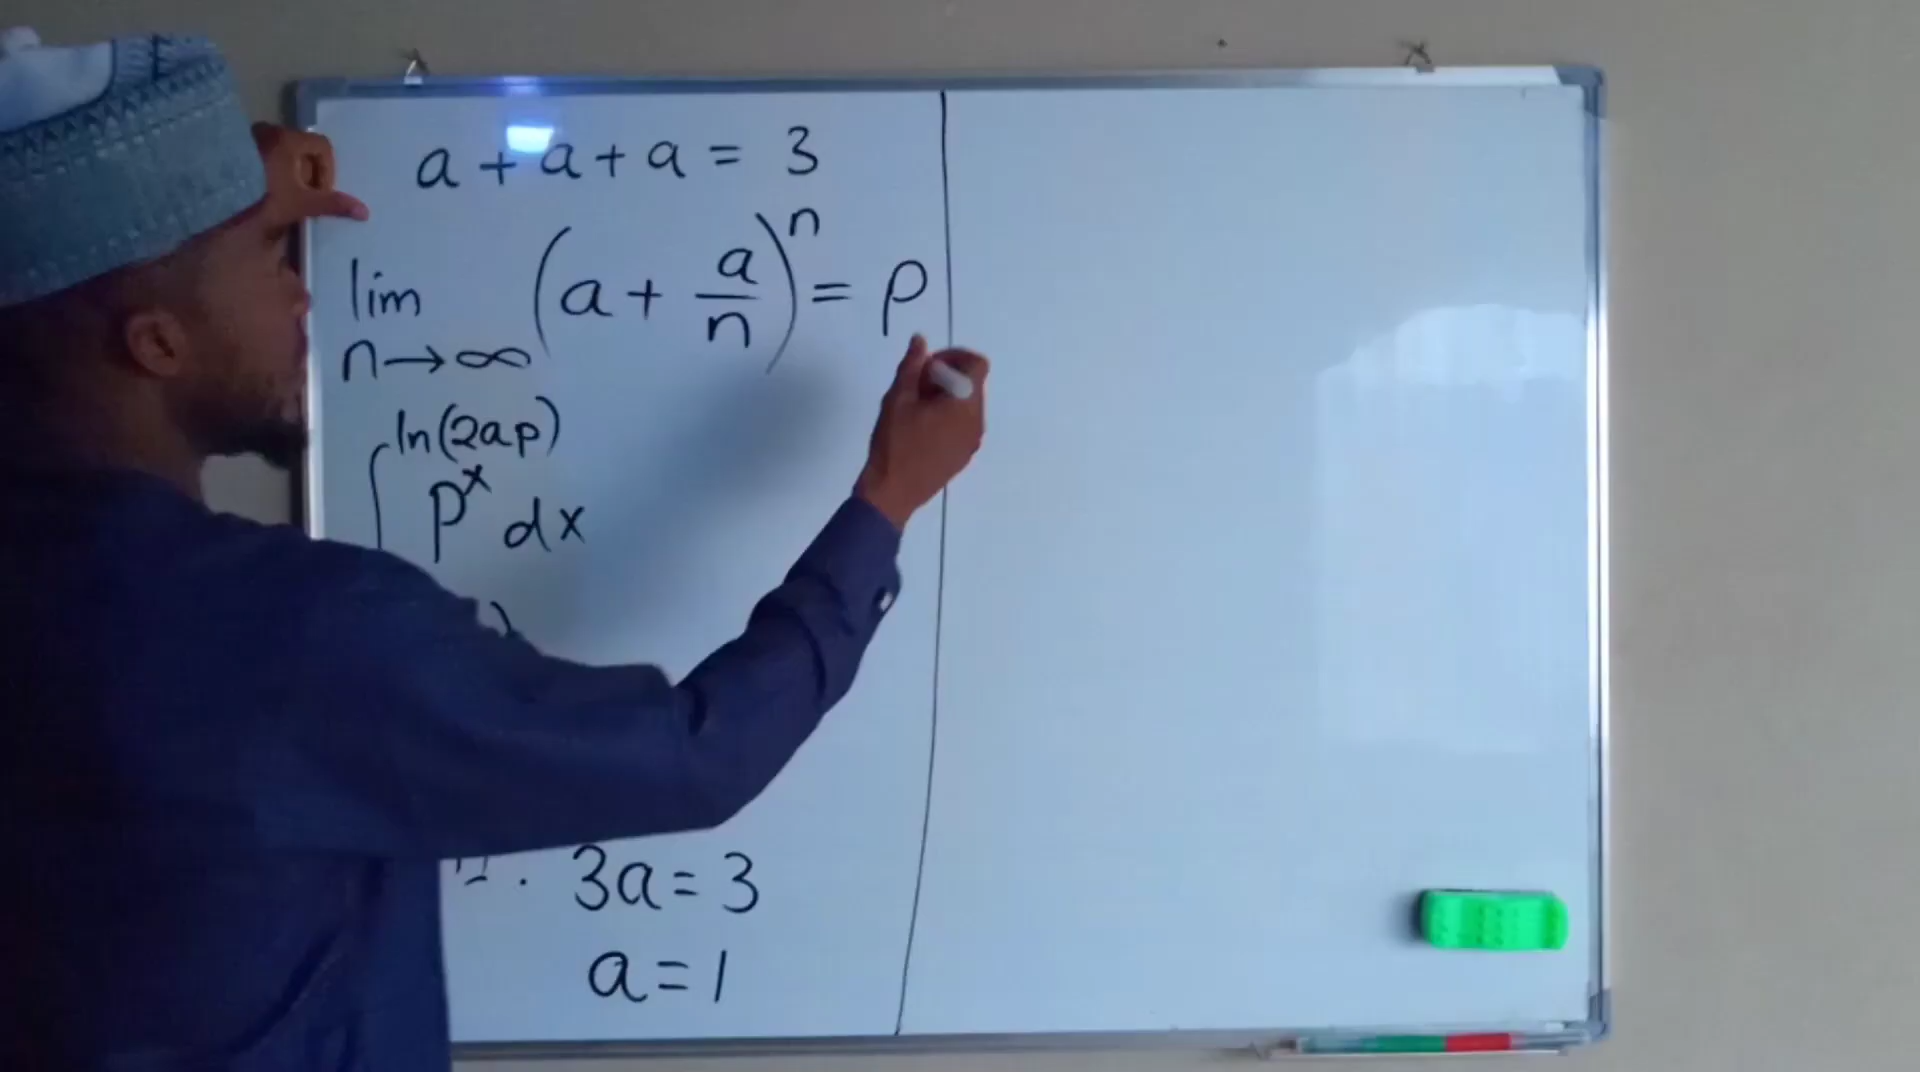 a + a + a = 3
lim n→∞ (a + a/n)^n = p
∫ ln(2ap)
p^x dx
)
3a = 3
a = 1